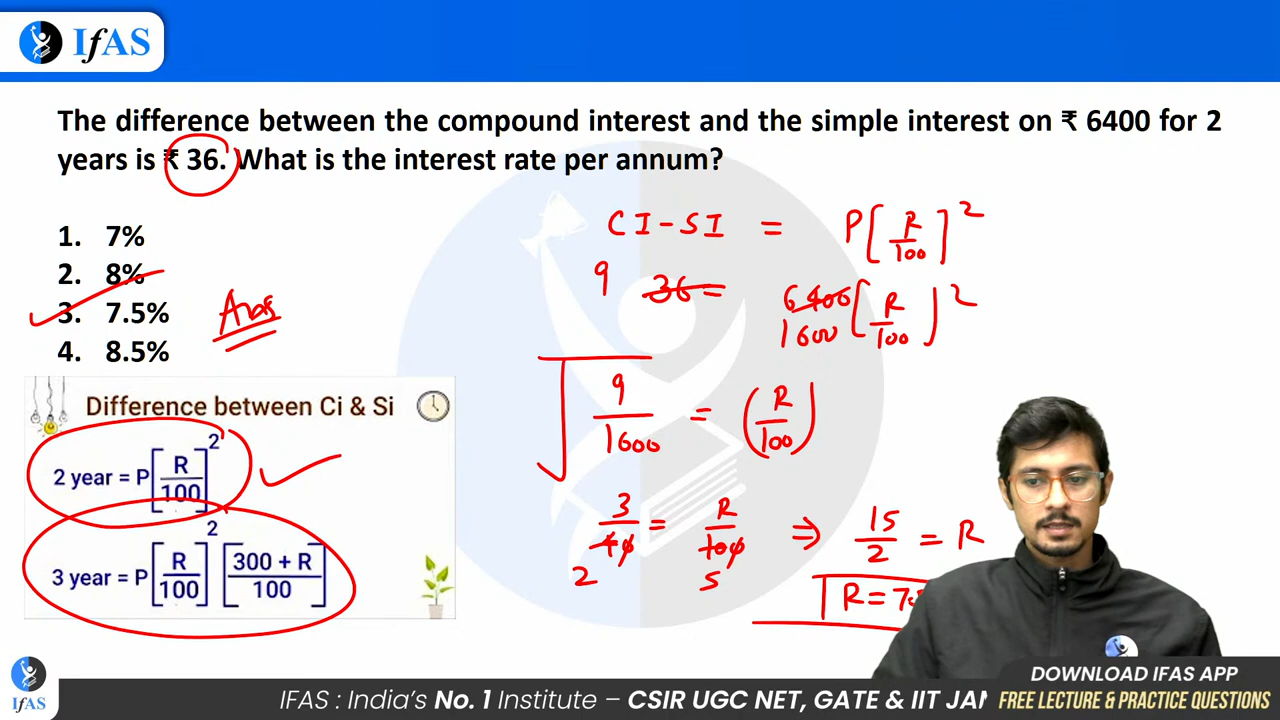 IfAS
The difference between the compound interest and the simple interest on ₹ 6400 for 2
years is ₹ 36. What is the interest rate per annum?
1. 7%
2. 8%
3. 7.5%
4. 8.5%
Ans
Difference between Ci & Si
2 year = P[R/100]²
3 year = P[R/100]² [300 + R/100]
CI-SI = P[R/100]²
9 36 = 6400
1600 [R/100]²
√9/1600 = (R/100)
3/40 = R/100 ⇒ 15/2 = R
2 5
R = 7.
IfAS
IFAS : India's No. 1 Institute – CSIR UGC NET, GATE & IIT JAM
DOWNLOAD IFAS APP
FREE LECTURE & PRACTICE QUESTIONS